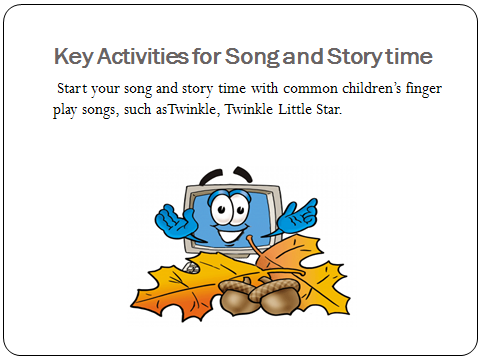 Key Activities for Song and Story time
Start your song and story time with common children’s finger
play songs, such asTwinkle, Twinkle Little Star.